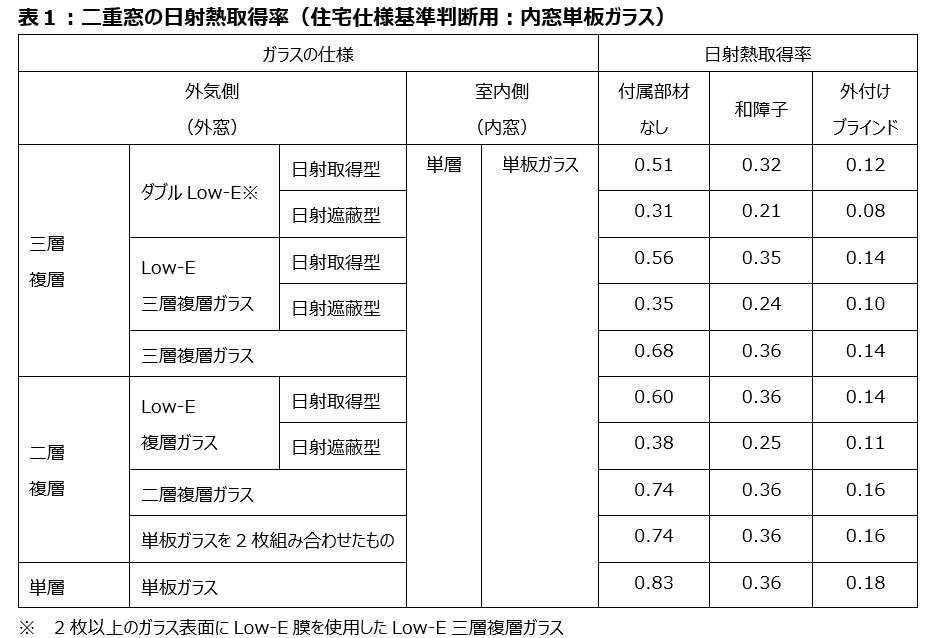 表１：二重窓の日射熱取得率（住宅仕様基準判断用：内窓単板ガラス）
ガラスの仕様 日射熱取得率
外気側 室内側 付属部材 和障子 外付け
（外窓） （内窓） なし ブラインド
三層 複層 ダブル Low-E※ 日射取得型 単層 単板ガラス 0.51 0.32 0.12
日射遮蔽型 0.31 0.21 0.08
Low-E 三層複層ガラス 日射取得型 0.56 0.35 0.14
日射遮蔽型 0.35 0.24 0.10
三層複層ガラス 0.68 0.36 0.14
二層 複層 Low-E 複層ガラス 日射取得型 0.60 0.36 0.14
日射遮蔽型 0.38 0.25 0.11
二層複層ガラス 0.74 0.36 0.16
単板ガラスを２枚組み合わせたもの 0.74 0.36 0.16
単層 単板ガラス 0.83 0.36 0.18
※　２枚以上のガラス表面に Low-E 膜を使用した Low-E 三層複層ガラス